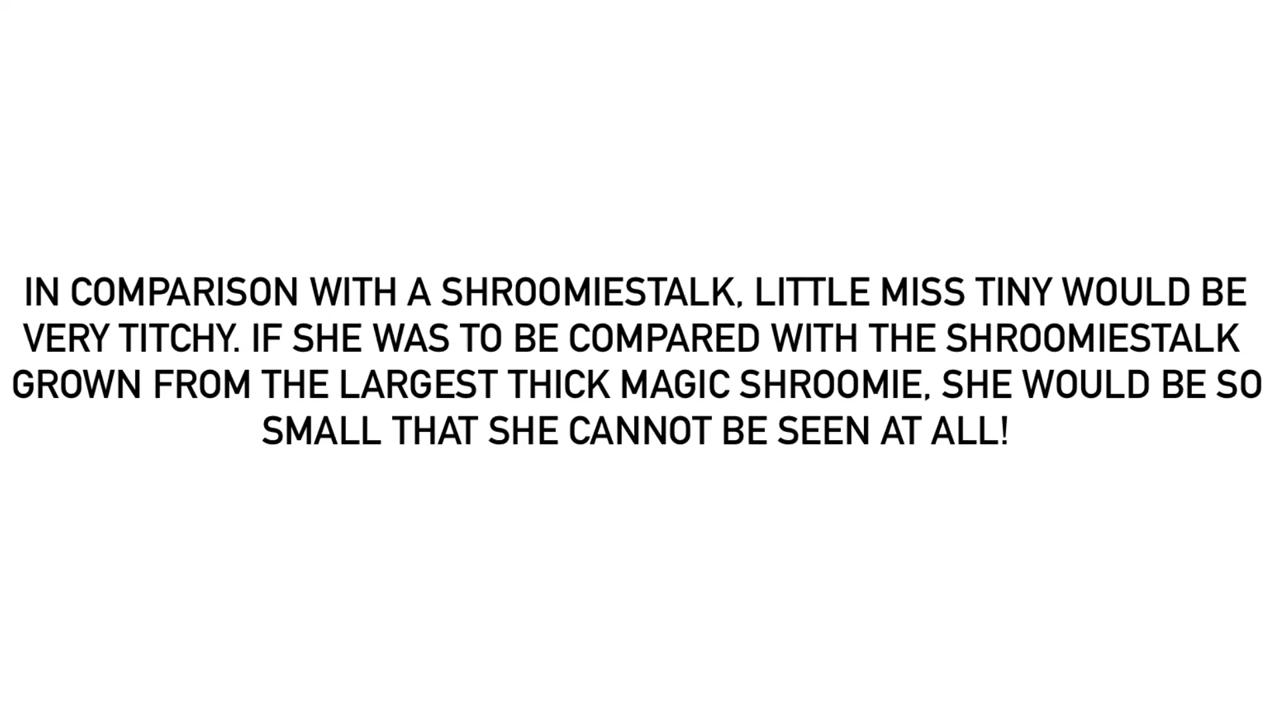 IN COMPARISON WITH A SHROOMIESTALK, LITTLE MISS TINY WOULD BE
VERY TITCHY. IF SHE WAS TO BE COMPARED WITH THE SHROOMIESTALK
GROWN FROM THE LARGEST THICK MAGIC SHROOMIE, SHE WOULD BE SO
SMALL THAT SHE CANNOT BE SEEN AT ALL!